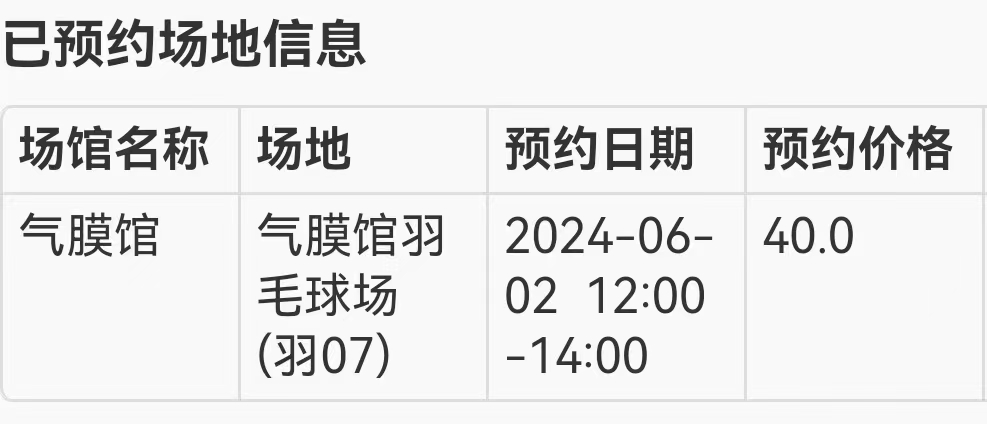 已预约场地信息
场馆名称 场地 预约日期 预约价格
气膜馆 气膜馆羽 2024-06- 40.0
毛球场 02 12:00
(羽07) -14:00